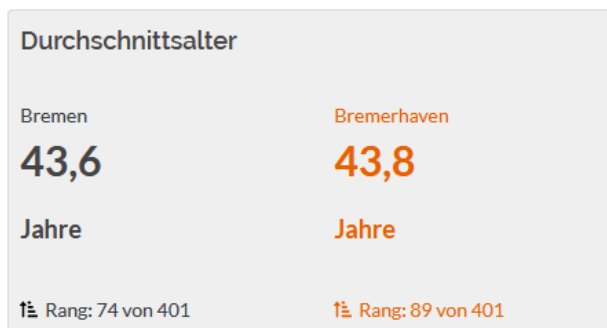 Durchschnittsalter
Bremen
43,6
Jahre
Rang: 74 von 401
Bremerhaven
43,8
Jahre
Rang: 89 von 401